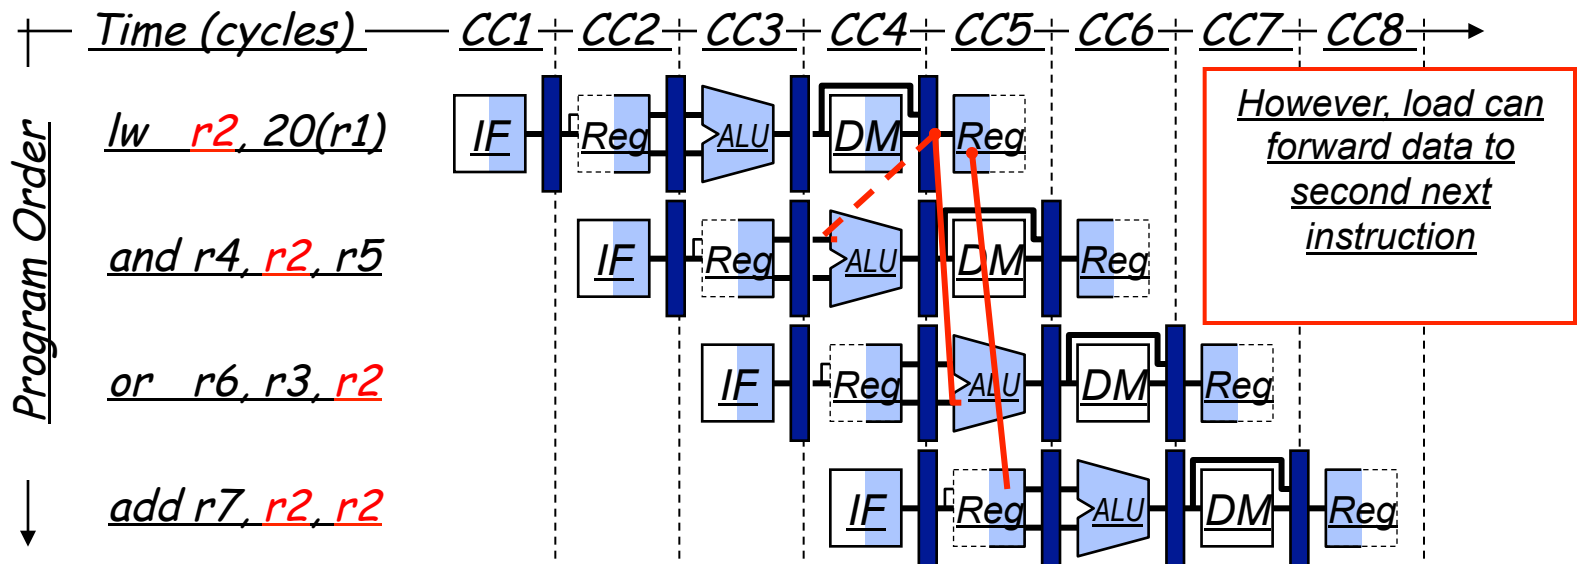 Time (cycles) CC1 CC2 CC3 CC4 CC5 CC6 CC7 CC8
Program Order
lw r2, 20(r1) IF Reg ALU DM Reg
and r4, r2, r5 IF Reg ALU DM Reg
or r6, r3, r2 IF Reg ALU DM Reg
add r7, r2, r2 IF Reg ALU DM Reg
However, load can
forward data to
second next
instruction